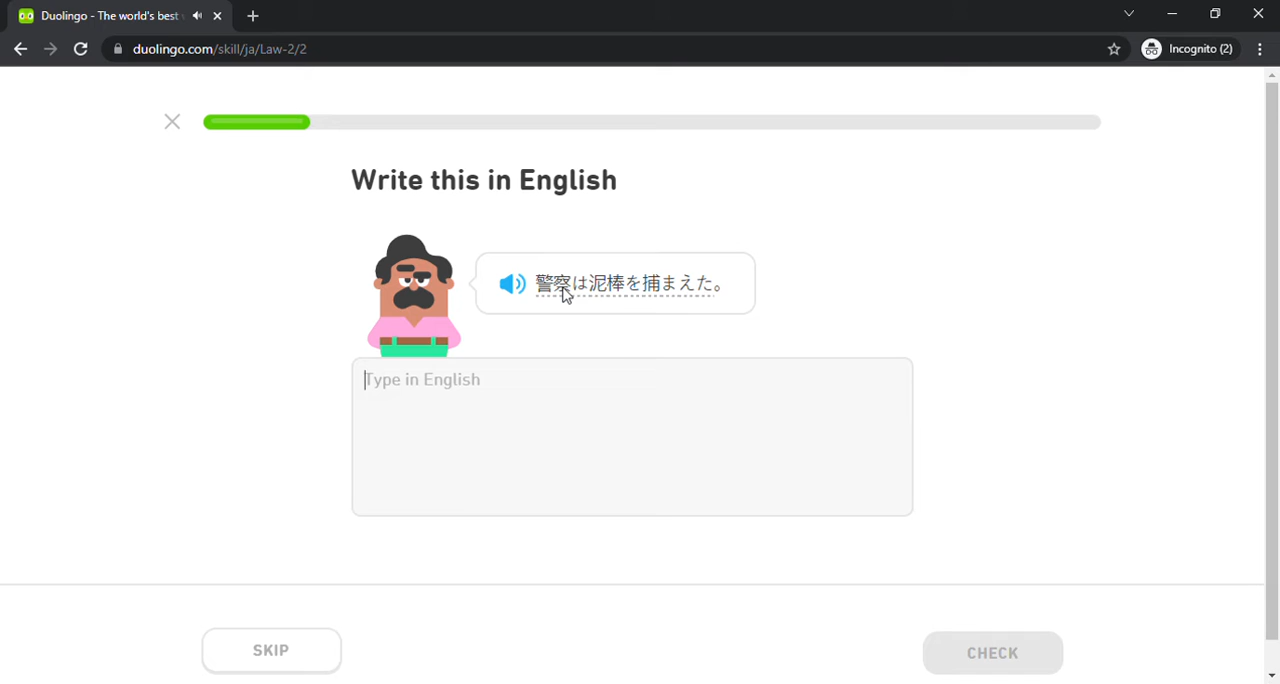 Duolingo - The world's best
duolingo.com/skill/ja/Law-2/2
Incognito (2)
Write this in English
警察は泥棒を捕まえた。
Type in English
SKIP
CHECK